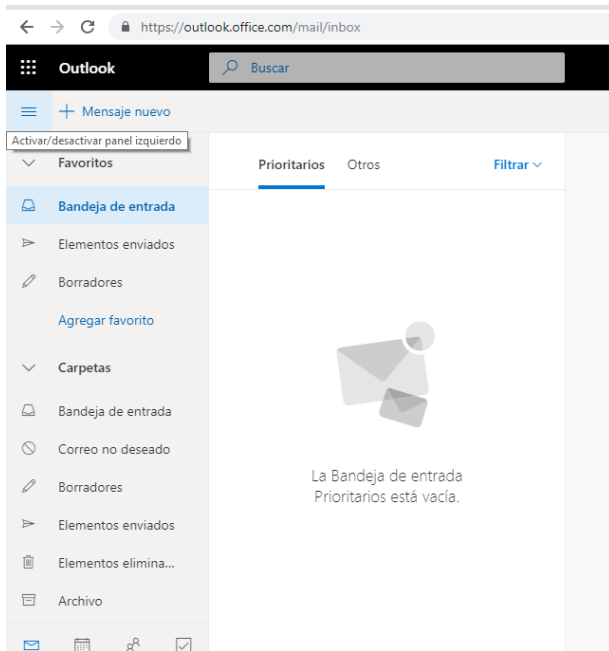 https://outlook.office.com/mail/inbox
Outlook
Buscar
Mensaje nuevo
Activar/desactivar panel izquierdo
Favoritos
Bandeja de entrada
Elementos enviados
Borradores
Agregar favorito
Carpetas
Bandeja de entrada
Correo no deseado
Borradores
Elementos enviados
Elementos elimina...
Archivo
Prioritarios Otros Filtrar
La Bandeja de entrada
Prioritarios está vacía.